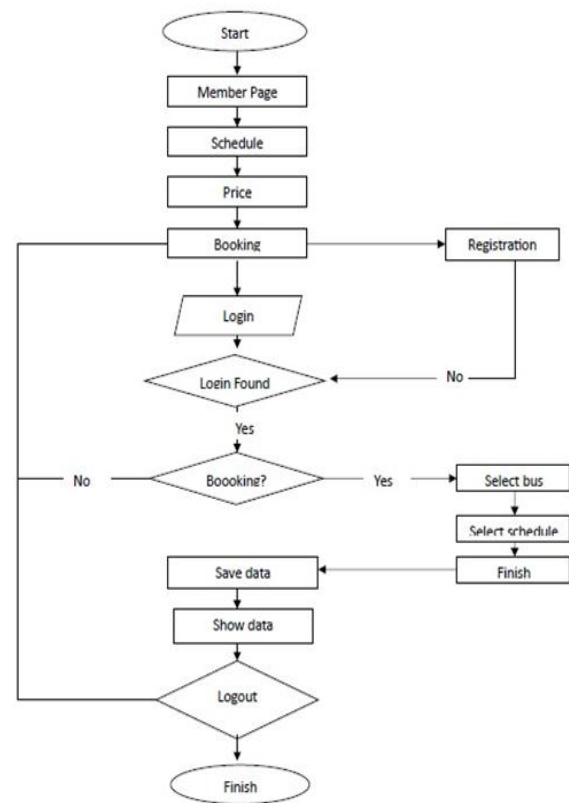 Start
Member Page
Schedule
Price
Booking
Registration
Login
Login Found
No
Yes
No
Boooking?
Yes
Select bus
Select schedule
Save data
Finish
Show data
Logout
Finish